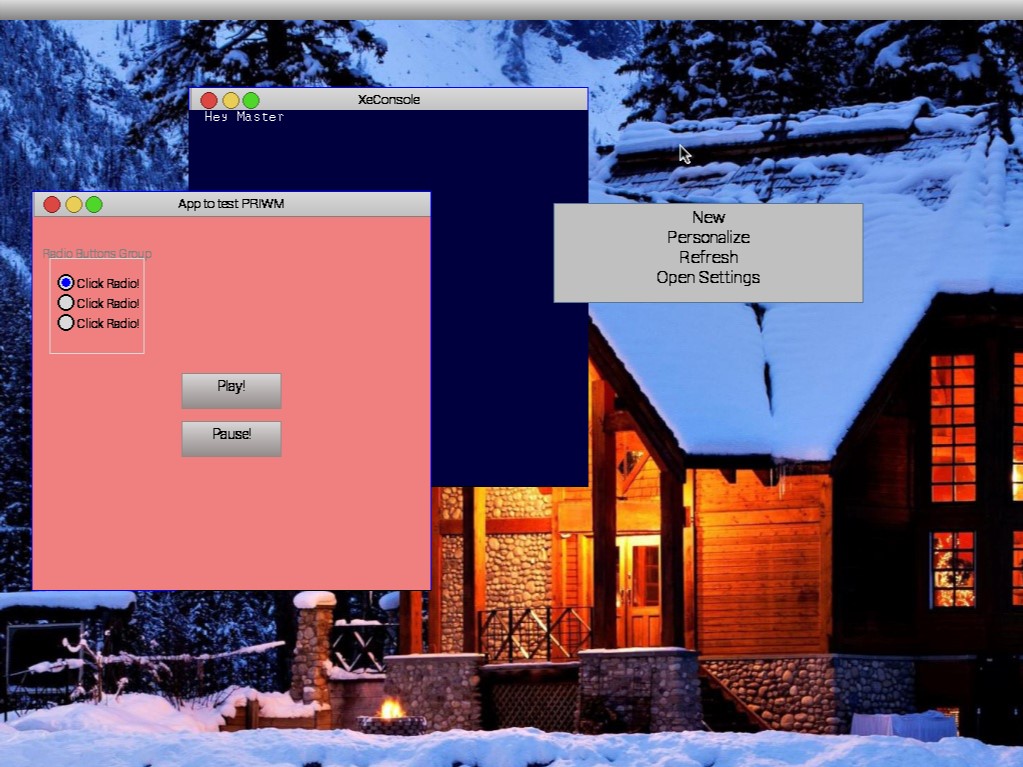 XeConsole
Hey Master
App to test PRIWM
Radio Buttons Group
Click Radio!
Click Radio!
Click Radio!
Play!
Pause!
New
Personalize
Refresh
Open Settings